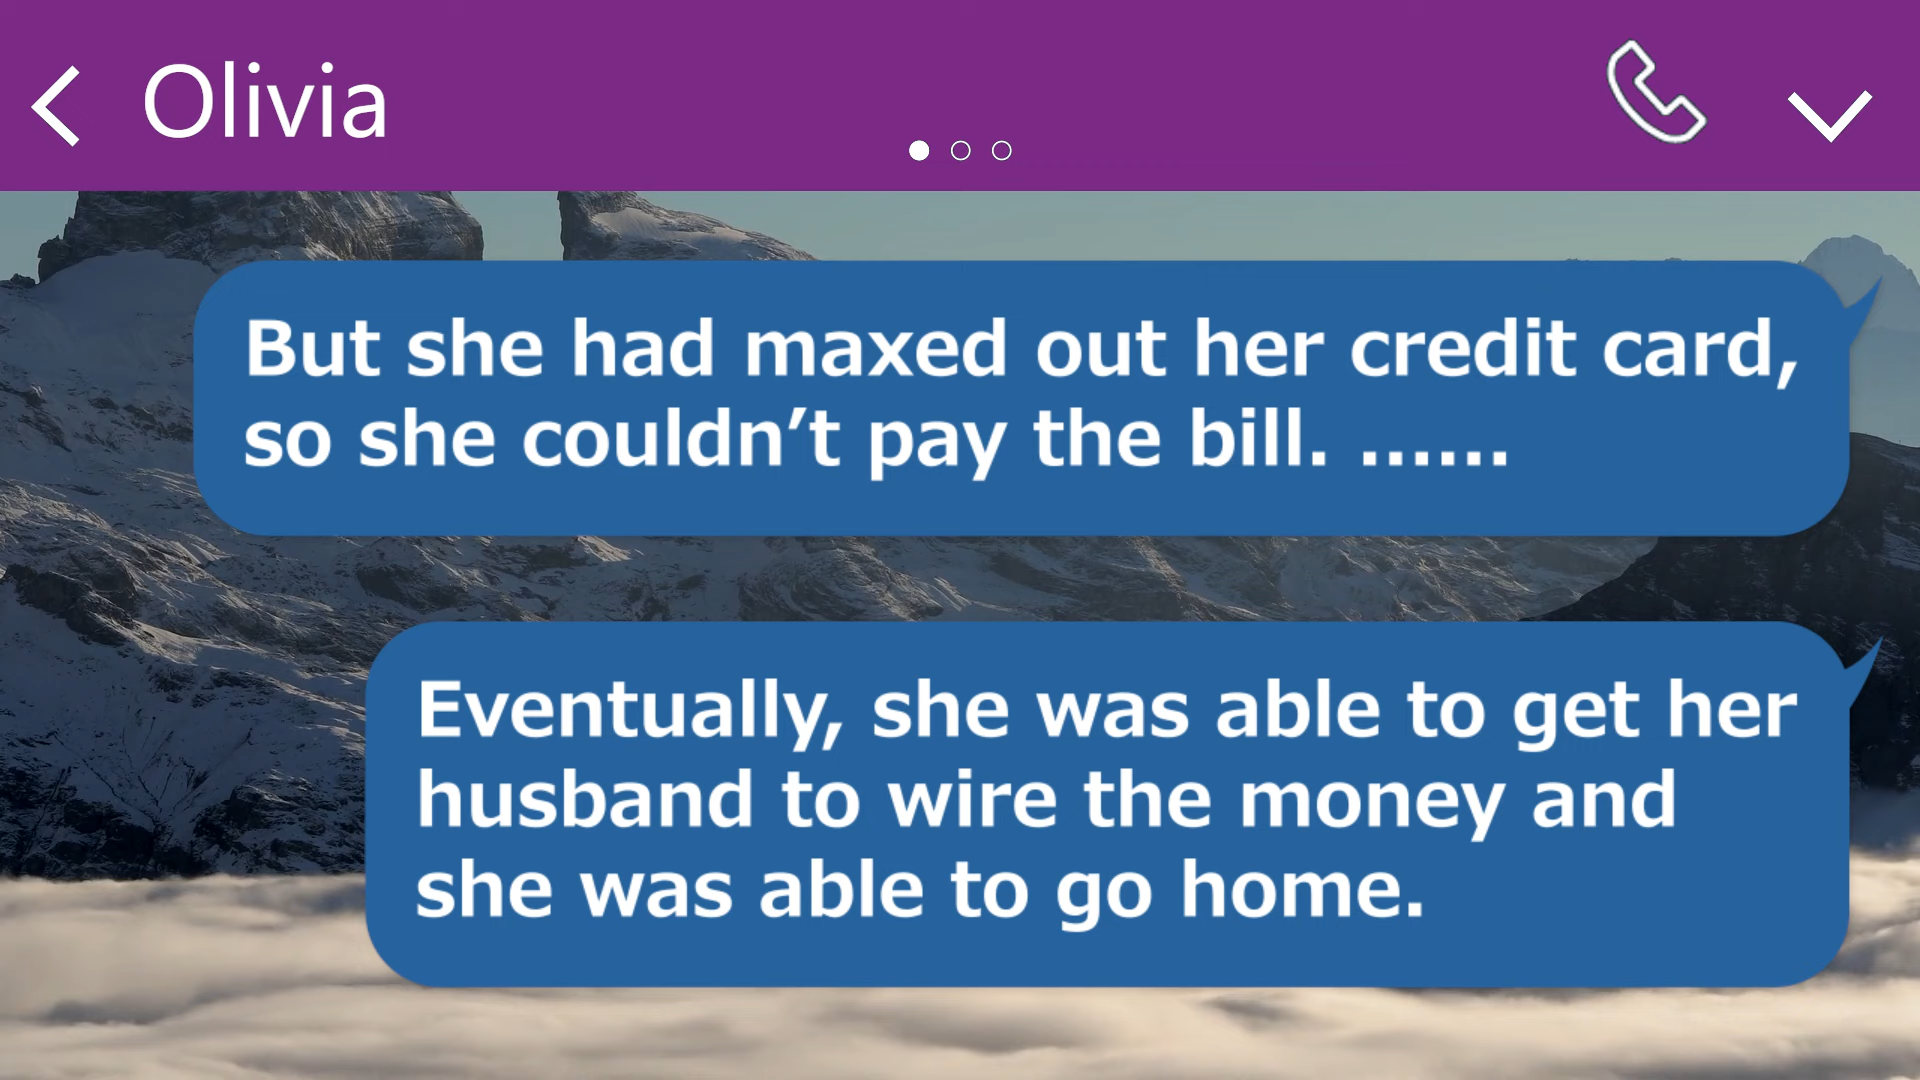 Olivia
But she had maxed out her credit card,
so she couldn’t pay the bill. ......
Eventually, she was able to get her
husband to wire the money and
she was able to go home.